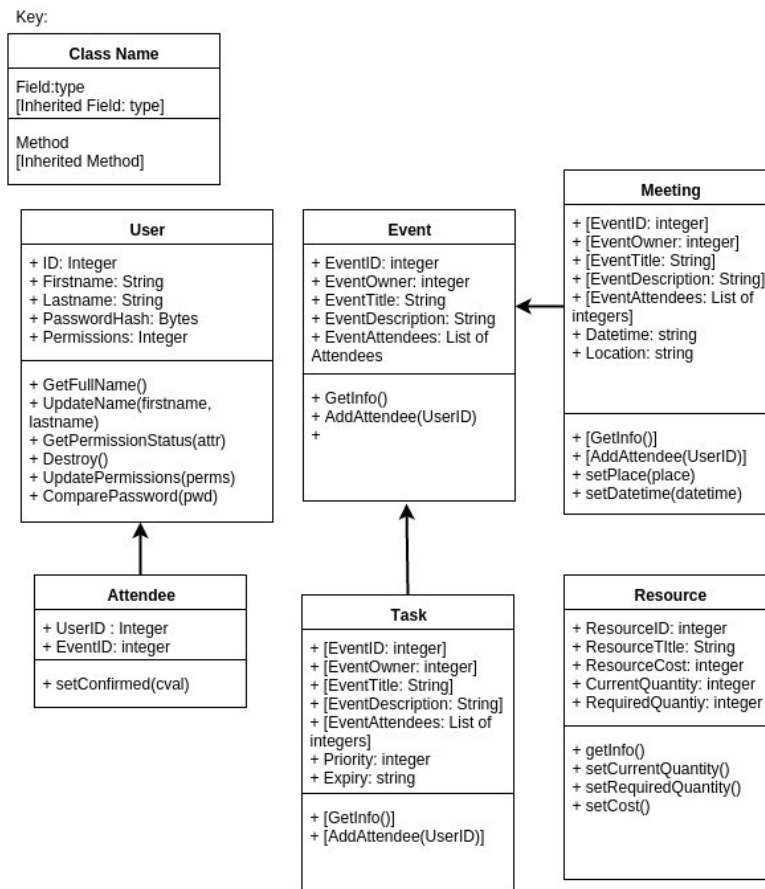 Key:
Class Name
Field:type
[Inherited Field: type]
Method
[Inherited Method]
User
+ ID: Integer
+ Firstname: String
+ Lastname: String
+ PasswordHash: Bytes
+ Permissions: Integer
+ GetFullName()
+ UpdateName(firstname,
lastname)
+ GetPermissionStatus(attr)
+ Destroy()
+ UpdatePermissions(perms)
+ ComparePassword(pwd)
Event
+ EventID: integer
+ EventOwner: integer
+ EventTitle: String
+ EventDescription: String
+ EventAttendees: List of
Attendees
+ GetInfo()
+ AddAttendee(UserID)
+
Meeting
+ [EventID: integer]
+ [EventOwner: integer]
+ [EventTitle: String]
+ [EventDescription: String]
+ [EventAttendees: List of
integers]
+ Datetime: string
+ Location: string
+ [GetInfo()]
+ [AddAttendee(UserID)]
+ setPlace(place)
+ setDatetime(datetime)
Attendee
+ UserID : Integer
+ EventID: integer
+ setConfirmed(cval)
Task
+ [EventID: integer]
+ [EventOwner: integer]
+ [EventTitle: String]
+ [EventDescription: String]
+ [EventAttendees: List of
integers]
+ Priority: integer
+ Expiry: string
+ [GetInfo()]
+ [AddAttendee(UserID)]
Resource
+ ResourceID: integer
+ ResourceTItle: String
+ ResourceCost: integer
+ CurrentQuantity: integer
+ RequiredQuantiy: integer
+ getInfo()
+ setCurrentQuantity()
+ setRequiredQuantity()
+ setCost()